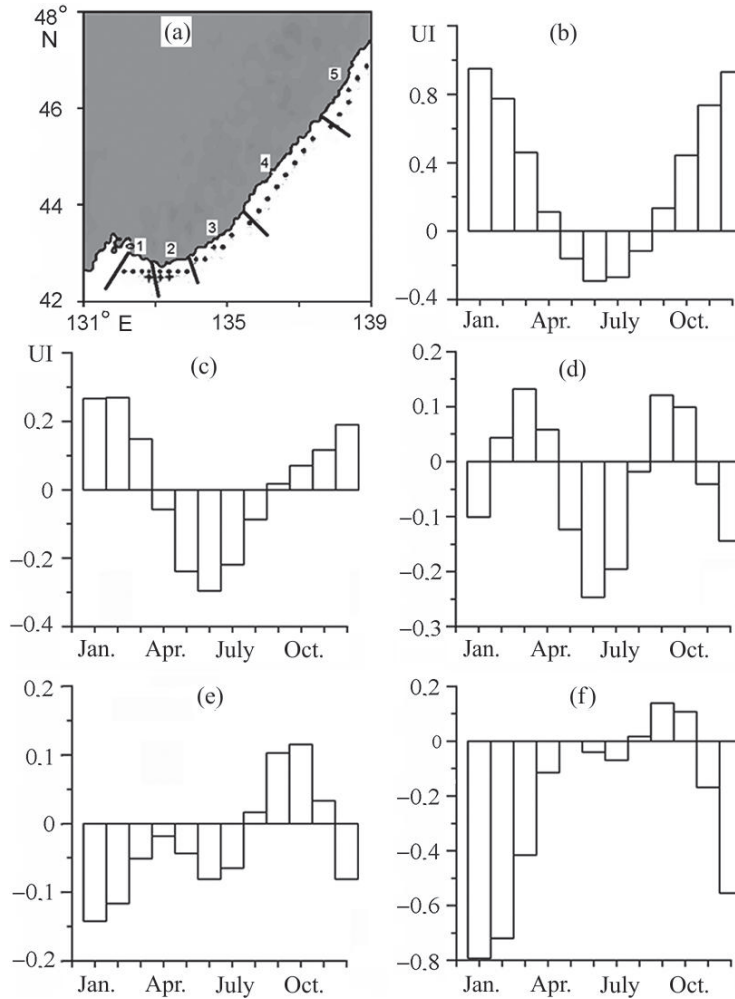 48°
N
(a)
5
46
4
44
3
1
2
42
131° E
135
139
UI
(b)
0.8
0.4
0
−0.4
Jan. Apr. July Oct.
UI
(c)
0.2
0
−0.2
−0.4
Jan. Apr. July Oct.
(d)
0.2
0.1
0
−0.1
−0.2
−0.3
Jan. Apr. July Oct.
(e)
0.2
0.1
0
−0.1
−0.2
Jan. Apr. July Oct.
(f)
0.2
0
−0.2
−0.4
−0.6
−0.8
Jan. Apr. July Oct.